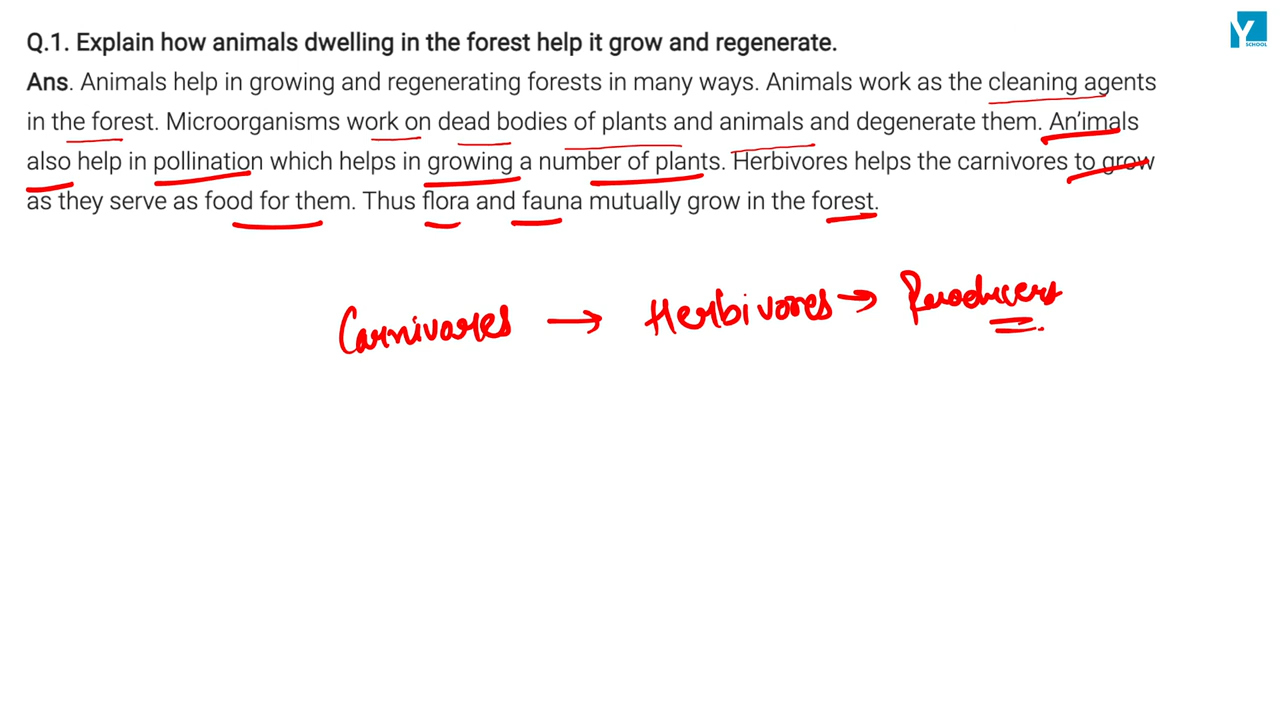 Y
SCHOOL
Q.1. Explain how animals dwelling in the forest help it grow and regenerate.
Ans. Animals help in growing and regenerating forests in many ways. Animals work as the cleaning agents
in the forest. Microorganisms work on dead bodies of plants and animals and degenerate them. An'imals
also help in pollination which helps in growing a number of plants. Herbivores helps the carnivores to grow
as they serve as food for them. Thus flora and fauna mutually grow in the forest.
Carnivores → Herbivores → Producers